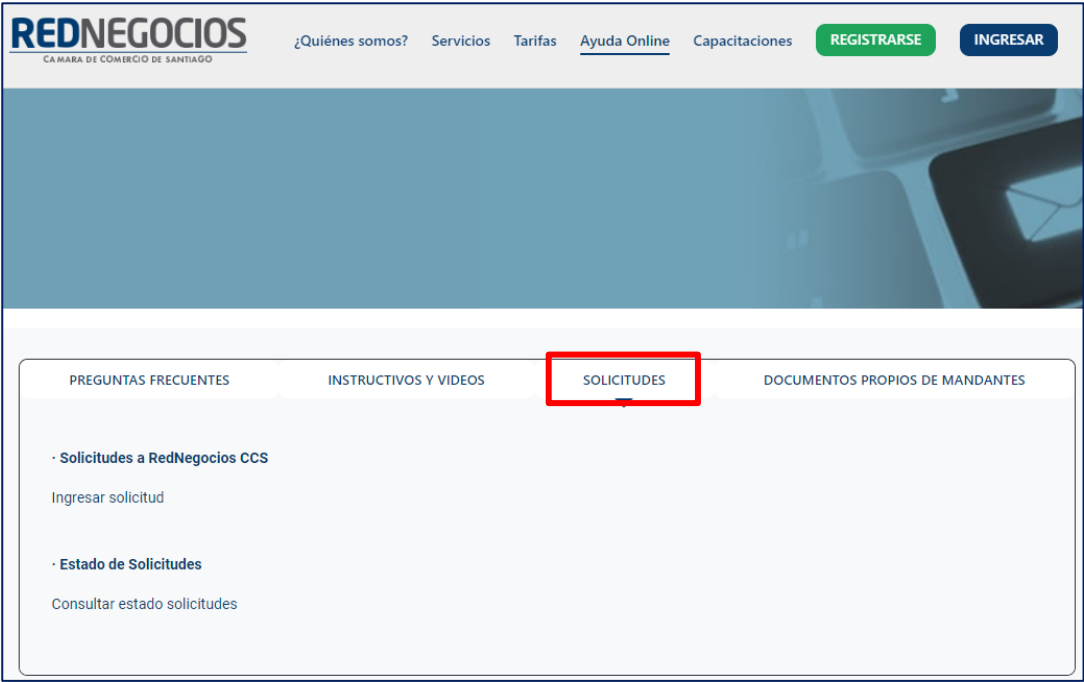 REDNEGOCIOS
CAMARA DE COMERCIO DE SANTIAGO
¿Quiénes somos? Servicios Tarifas Ayuda Online Capacitaciones REGISTRARSE INGRESAR
PREGUNTAS FRECUENTES INSTRUCTIVOS Y VIDEOS SOLICITUDES DOCUMENTOS PROPIOS DE MANDANTES
· Solicitudes a RedNegocios CCS
Ingresar solicitud
· Estado de Solicitudes
Consultar estado solicitudes